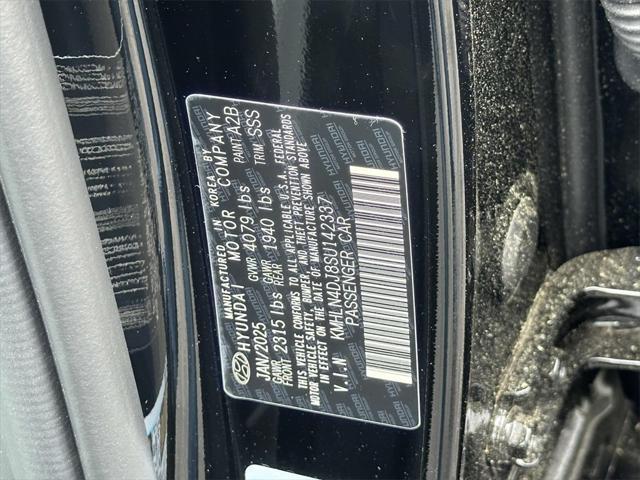 MANUFACTURED IN KOREA BY
HYUNDAI MOTOR COMPANY
JAN/2025 GVWR 4079 lbs PAINT A2B
GAWR FRONT 2315 lbs GAWR REAR 1940 lbs TRIM SSS
THIS VEHICLE CONFORMS TO ALL APPLICABLE U.S.A. FEDERAL
MOTOR VEHICLE SAFETY, BUMPER, AND THEFT PREVENTION STANDARDS
IN EFFECT ON THE DATE OF MANUFACTURE SHOWN ABOVE
V.I.N KMHLN4DJ8SU142387
PASSENGER CAR